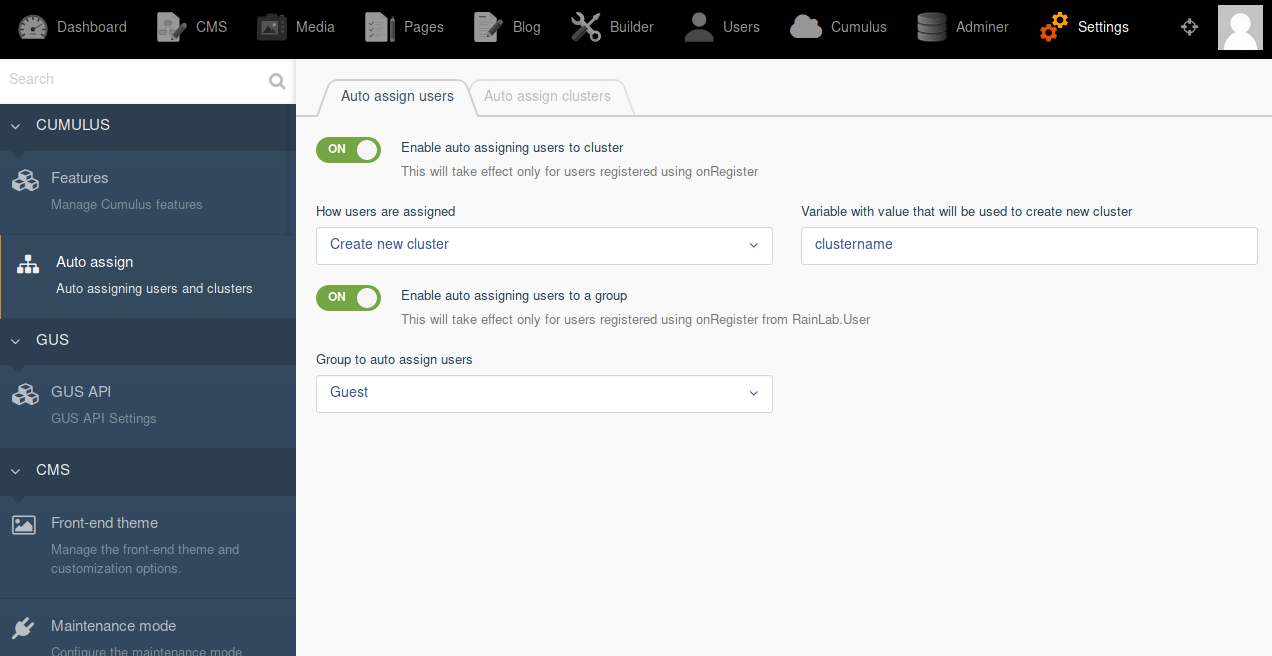 Dashboard CMS Media Pages Blog Builder Users Cumulus Adminer Settings
Search
CUMULUS
Features
Manage Cumulus features
Auto assign
Auto assigning users and clusters
GUS
GUS API
GUS API Settings
CMS
Front-end theme
Manage the front-end theme and
customization options.
Maintenance mode
Configure the maintenance mode
Auto assign users Auto assign clusters
ON Enable auto assigning users to cluster
This will take effect only for users registered using onRegister
How users are assigned Variable with value that will be used to create new cluster
Create new cluster clustername
ON Enable auto assigning users to a group
This will take effect only for users registered using onRegister from RainLab.User
Group to auto assign users
Guest